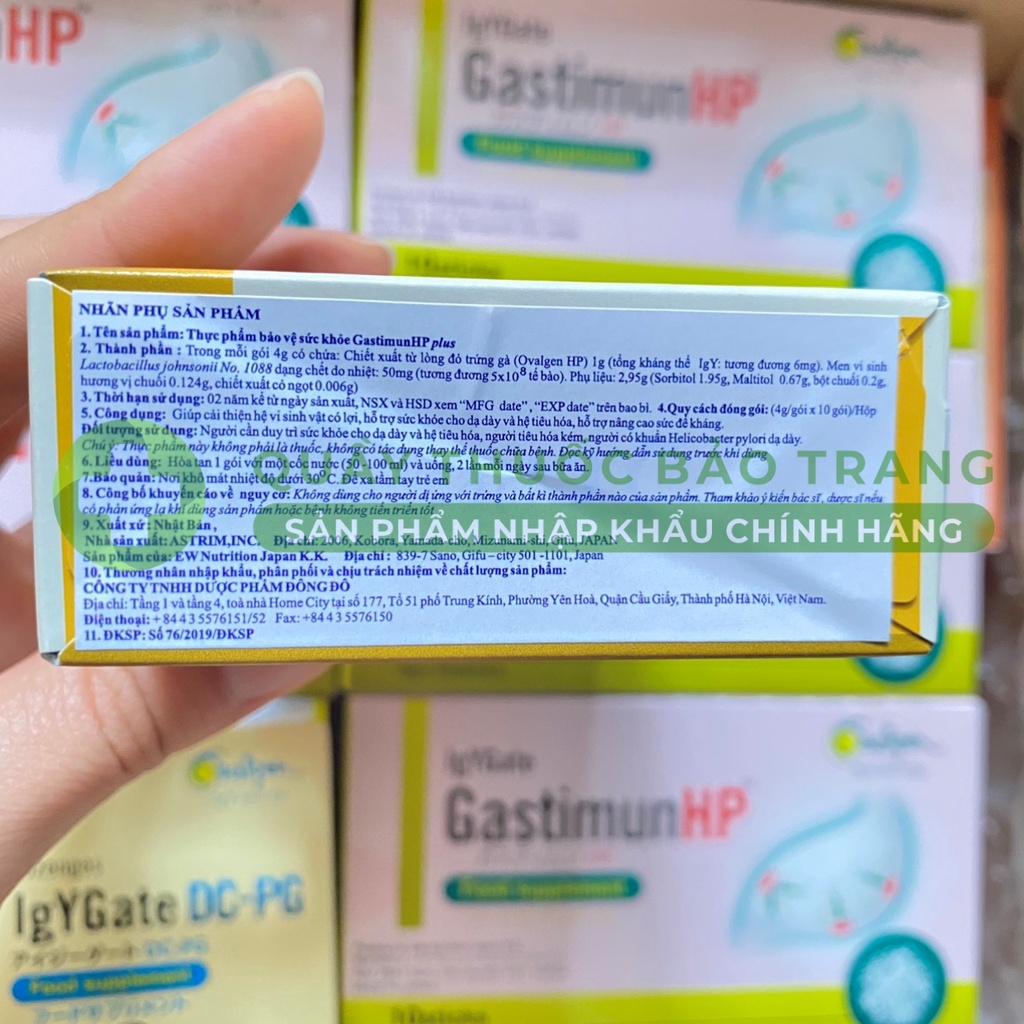 HP
IgYGate
GastimunHP
Food supplement
NHÃN PHỤ SẢN PHẨM
1. Tên sản phẩm: Thực phẩm bảo vệ sức khỏe GastimunHP plus
2. Thành phần : Trong mỗi gói 4g có chứa: Chiết xuất từ lòng đỏ trứng gà (Ovalgen HP) 1g (tổng kháng thể IgY: tương đương 6mg). Men vi sinh
Lactobacillus johnsonii No. 1088 dạng chết do nhiệt: 50mg (tương đương 5x10⁸ tế bào). Phụ liệu: 2,95g (Sorbitol 1.95g, Maltitol 0.67g, bột chuối 0.2g,
hương vị chuối 0.124g, chiết xuất cỏ ngọt 0.006g)
3. Thời hạn sử dụng: 02 năm kể từ ngày sản xuất, NSX và HSD xem “MFG date” , “EXP date” trên bao bì. 4.Quy cách đóng gói: (4g/gói x 10 gói)/Hộp
5. Công dụng: Giúp cải thiện hệ vi sinh vật có lợi, hỗ trợ sức khỏe cho dạ dày và hệ tiêu hóa, hỗ trợ nâng cao sức đề kháng.
Đối tượng sử dụng: Người cần duy trì sức khỏe cho dạ dày và hệ tiêu hóa, người tiêu hóa kém, người có khuẩn Helicobacter pylori dạ dày.
Chú ý: Thực phẩm này không phải là thuốc, không có tác dụng thay thế thuốc chữa bệnh. Đọc kỹ hướng dẫn sử dụng trước khi dùng
6. Liều dùng: Hòa tan 1 gói với một cốc nước (50-100 ml) và uống, 2 lần mỗi ngày sau bữa ăn.
7.Bảo quản: Nơi khô mát nhiệt độ dưới 30⁰C. Để xa tầm tay trẻ em
8. Công bố khuyến cáo về nguy cơ: Không dùng cho người dị ứng với trứng và bất kì thành phần nào của sản phẩm. Tham khảo ý kiến bác sĩ, dược sĩ nếu
có phản ứng lạ khi dùng sản phẩm hoặc bệnh không tiến triển tốt
9. Xuất xứ: Nhật Bản,
Nhà sản xuất: ASTRIM,INC. Địa chỉ: 2006, Kobora, Yamada-cho, Mizunami-shi, Gifu, JAPAN
Sản phẩm của: EW Nutrition Japan K.K. Địa chỉ : 839-7 Sano, Gifu – city 501 -1101, Japan
10. Thương nhân nhập khẩu, phân phối và chịu trách nhiệm về chất lượng sản phẩm:
CÔNG TY TNHH DƯỢC PHẨM ĐÔNG ĐÔ
Địa chỉ: Tầng 1 và tầng 4, toà nhà Home City tại số 177, Tổ 51 phố Trung Kính, Phường Yên Hoà, Quận Cầu Giấy, Thành phố Hà Nội, Việt Nam.
Điện thoại: + 84 4 3 5576151/52 Fax: +84 4 3 5576150
11. ĐKSP: Số 76/2019/ĐKSP
QUẦY THUỐC BẢO TRANG
SẢN PHẨM NHẬP KHẨU CHÍNH HÃNG
IgYGate
GastimunHP
Food supplement
IgYGate DC-PG
Food supplement